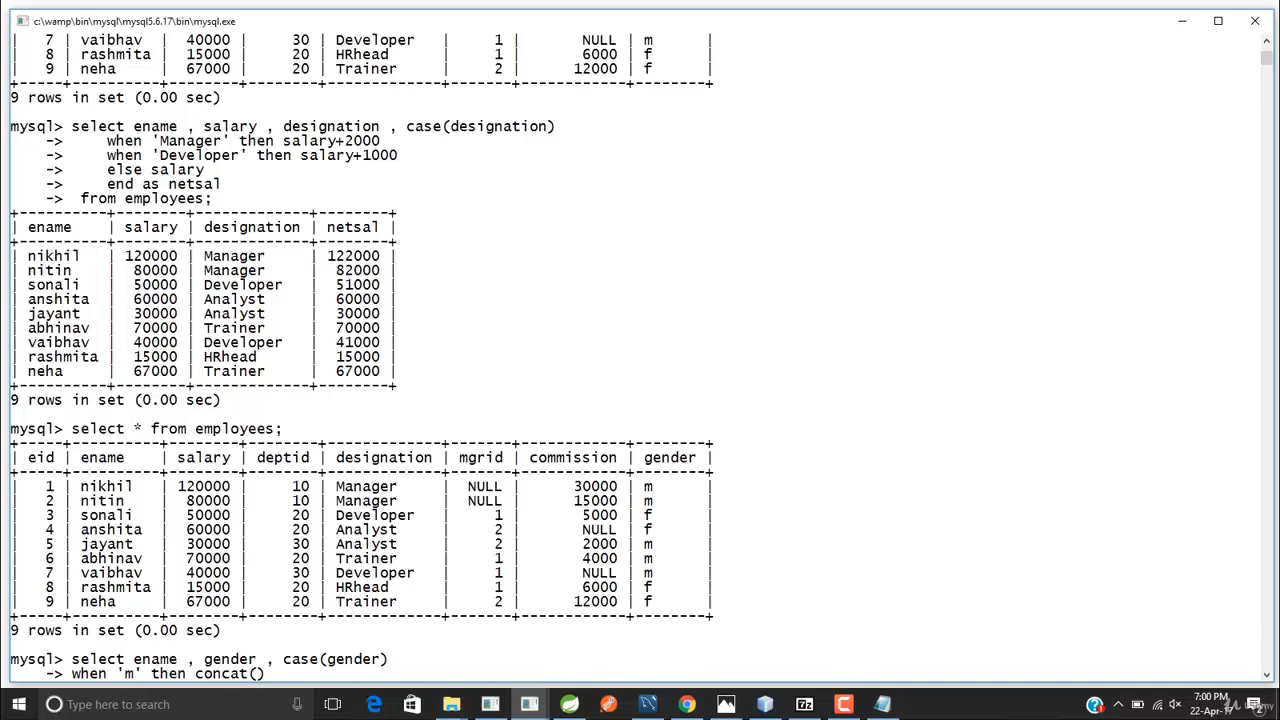 c:\wamp\bin\mysql\mysql5.6.17\bin\mysql.exe
|   7 | vaibhav  |  40000 |     30 | Developer   |     1 |       NULL | m      |
|   8 | rashmita |  15000 |     20 | HRhead      |     1 |       6000 | f      |
|   9 | neha     |  67000 |     20 | Trainer     |     2 |      12000 | f      |
+-----+----------+--------+--------+-------------+-------+------------+--------+
9 rows in set (0.00 sec)
mysql> select ename , salary , designation , case(designation)
    ->     when 'Manager' then salary+2000
    ->     when 'Developer' then salary+1000
    ->     else salary
    ->     end as netsal
    ->  from employees;
+----------+--------+-------------+--------+
| ename    | salary | designation | netsal |
+----------+--------+-------------+--------+
| nikhil   | 120000 | Manager     | 122000 |
| nitin    |  80000 | Manager     |  82000 |
| sonali   |  50000 | Developer   |  51000 |
| anshita  |  60000 | Analyst     |  60000 |
| jayant   |  30000 | Analyst     |  30000 |
| abhinav  |  70000 | Trainer     |  70000 |
| vaibhav  |  40000 | Developer   |  41000 |
| rashmita |  15000 | HRhead      |  15000 |
| neha     |  67000 | Trainer     |  67000 |
+----------+--------+-------------+--------+
9 rows in set (0.00 sec)
mysql> select * from employees;
+-----+----------+--------+--------+-------------+-------+------------+--------+
| eid | ename    | salary | deptid | designation | mgrid | commission | gender |
+-----+----------+--------+--------+-------------+-------+------------+--------+
|   1 | nikhil   | 120000 |     10 | Manager     |  NULL |      30000 | m      |
|   2 | nitin    |  80000 |     10 | Manager     |  NULL |      15000 | m      |
|   3 | sonali   |  50000 |     20 | Developer   |     1 |       5000 | f      |
|   4 | anshita  |  60000 |     20 | Analyst     |     2 |       NULL | f      |
|   5 | jayant   |  30000 |     30 | Analyst     |     2 |       2000 | m      |
|   6 | abhinav  |  70000 |     20 | Trainer     |     1 |       4000 | m      |
|   7 | vaibhav  |  40000 |     30 | Developer   |     1 |       NULL | m      |
|   8 | rashmita |  15000 |     20 | HRhead      |     1 |       6000 | f      |
|   9 | neha     |  67000 |     20 | Trainer     |     2 |      12000 | f      |
+-----+----------+--------+--------+-------------+-------+------------+--------+
9 rows in set (0.00 sec)
mysql> select ename , gender , case(gender)
    -> when 'm' then concat()
Type here to search
7:00 PM
22-Apr-